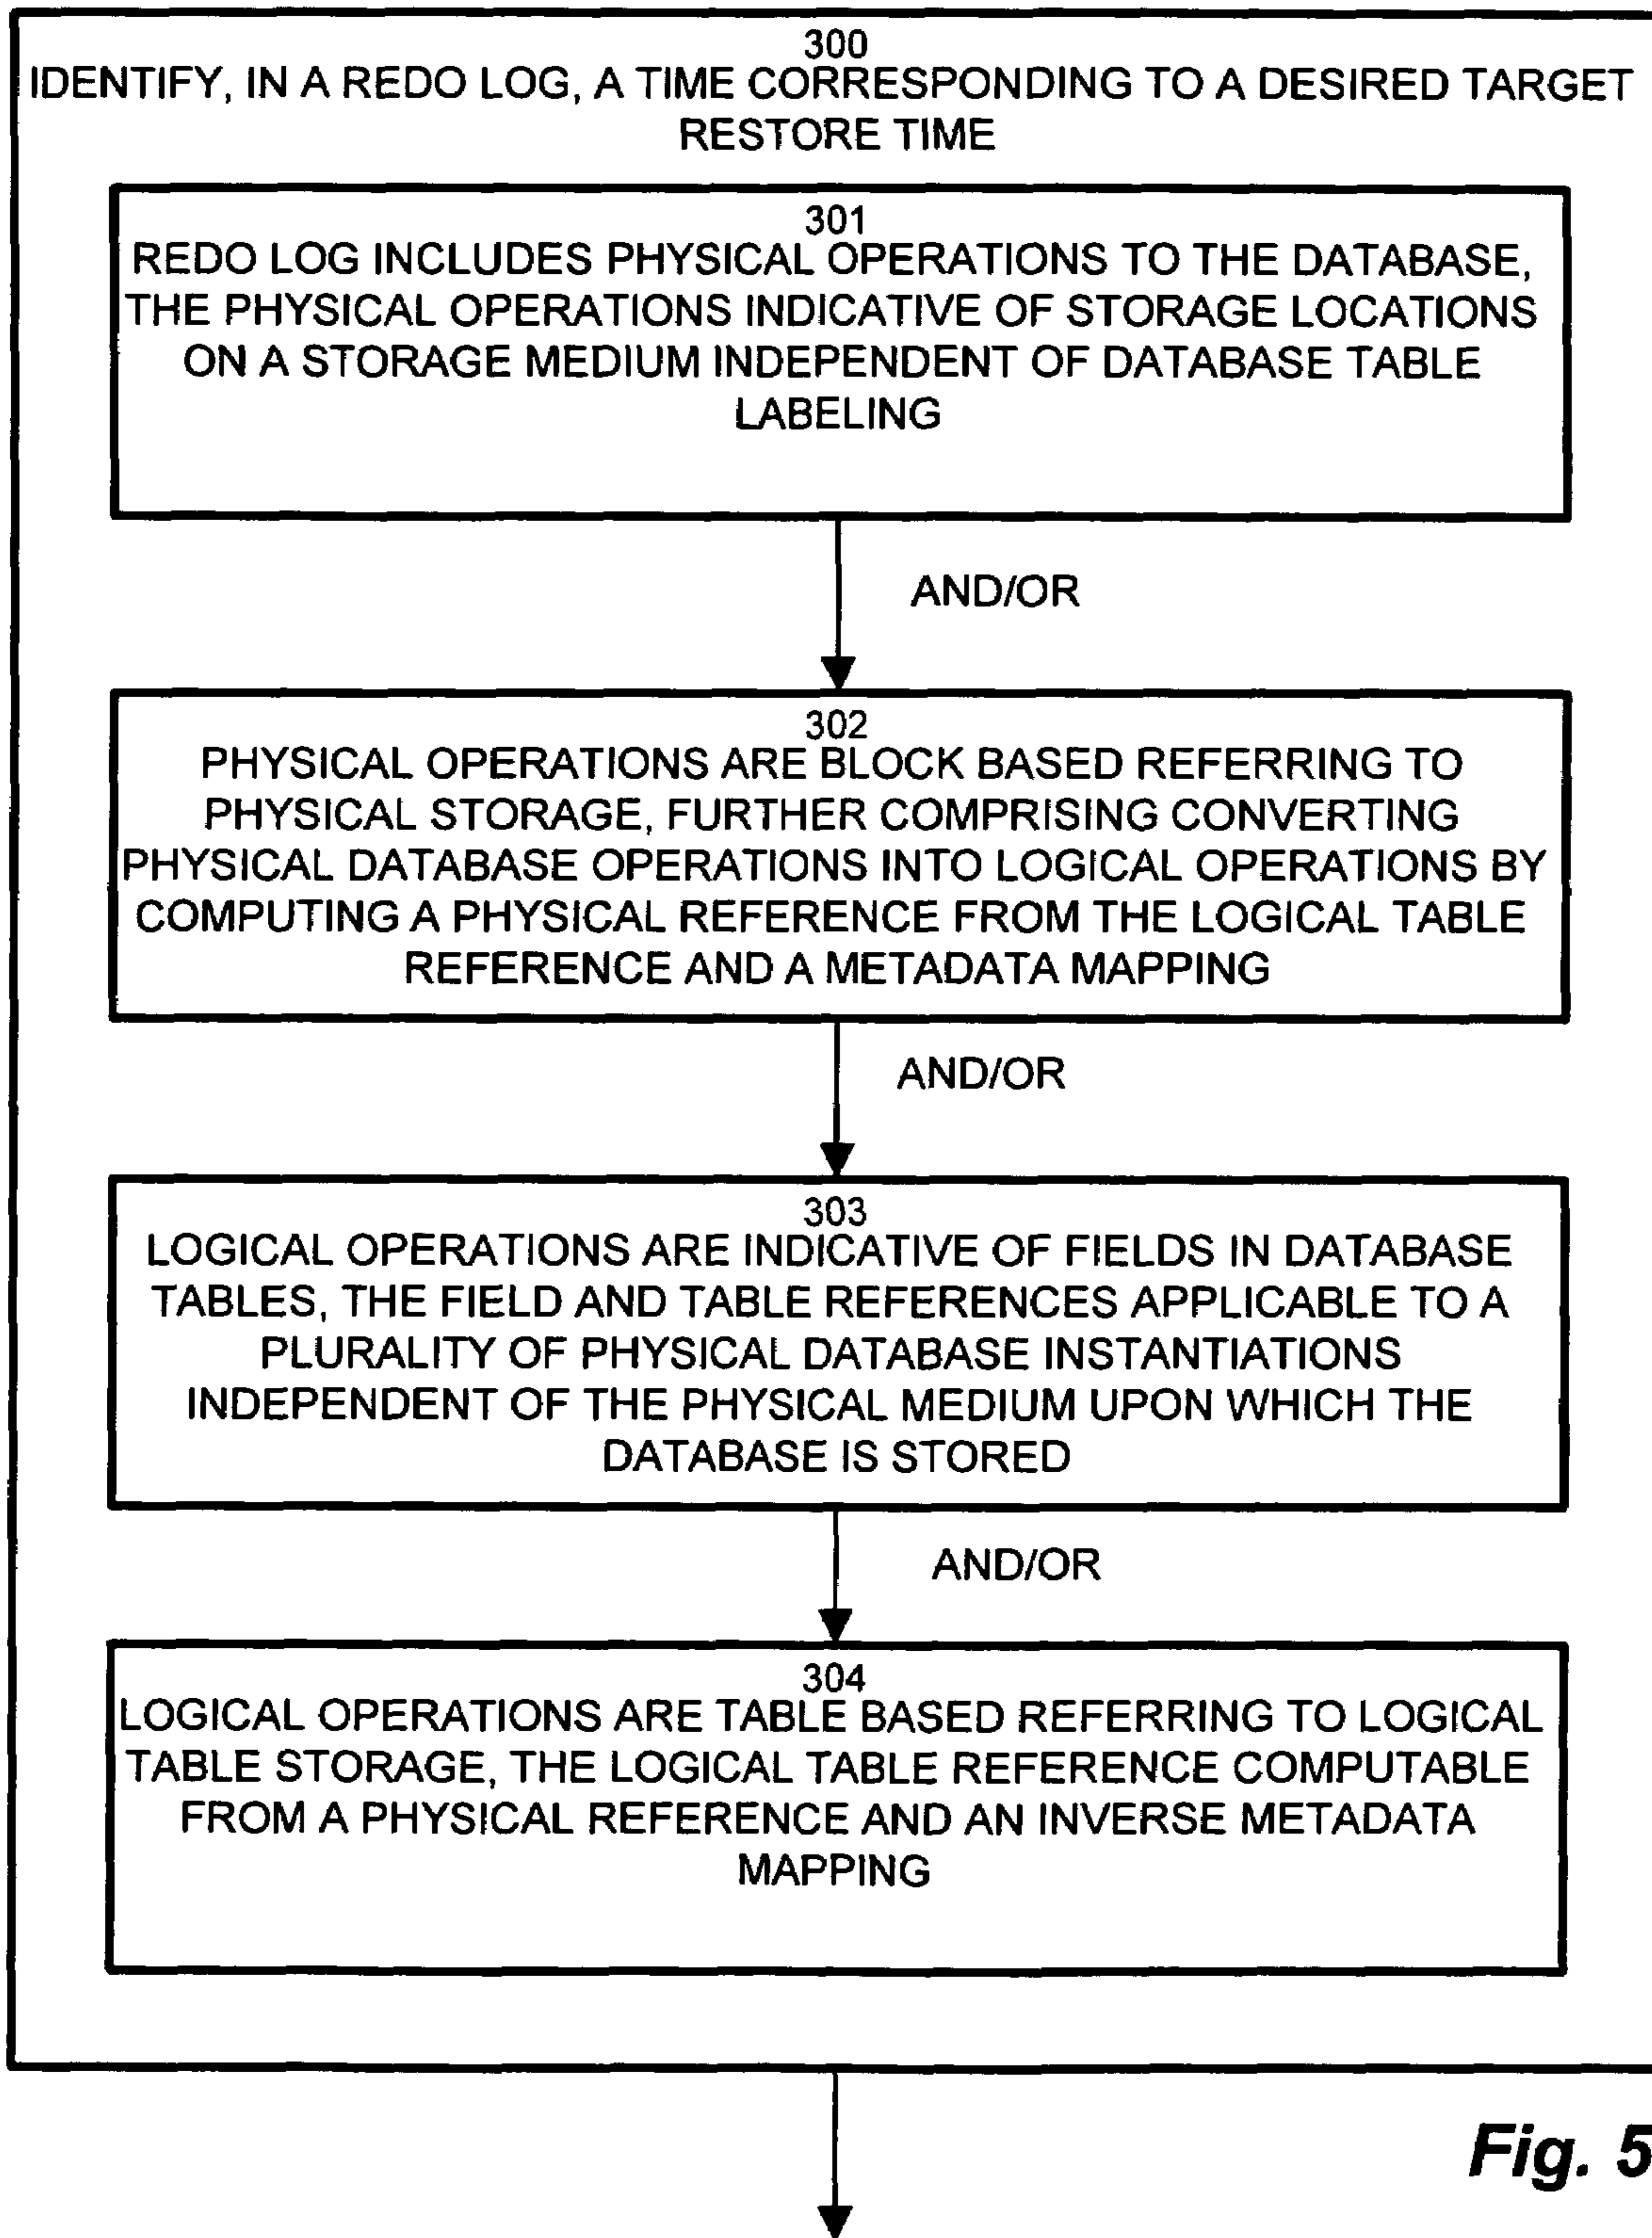 300
IDENTIFY, IN A REDO LOG, A TIME CORRESPONDING TO A DESIRED TARGET
RESTORE TIME
301
REDO LOG INCLUDES PHYSICAL OPERATIONS TO THE DATABASE,
THE PHYSICAL OPERATIONS INDICATIVE OF STORAGE LOCATIONS
ON A STORAGE MEDIUM INDEPENDENT OF DATABASE TABLE
LABELING
AND/OR
302
PHYSICAL OPERATIONS ARE BLOCK BASED REFERRING TO
PHYSICAL STORAGE, FURTHER COMPRISING CONVERTING
PHYSICAL DATABASE OPERATIONS INTO LOGICAL OPERATIONS BY
COMPUTING A PHYSICAL REFERENCE FROM THE LOGICAL TABLE
REFERENCE AND A METADATA MAPPING
AND/OR
303
LOGICAL OPERATIONS ARE INDICATIVE OF FIELDS IN DATABASE
TABLES, THE FIELD AND TABLE REFERENCES APPLICABLE TO A
PLURALITY OF PHYSICAL DATABASE INSTANTIATIONS
INDEPENDENT OF THE PHYSICAL MEDIUM UPON WHICH THE
DATABASE IS STORED
AND/OR
304
LOGICAL OPERATIONS ARE TABLE BASED REFERRING TO LOGICAL
TABLE STORAGE, THE LOGICAL TABLE REFERENCE COMPUTABLE
FROM A PHYSICAL REFERENCE AND AN INVERSE METADATA
MAPPING
Fig. 5